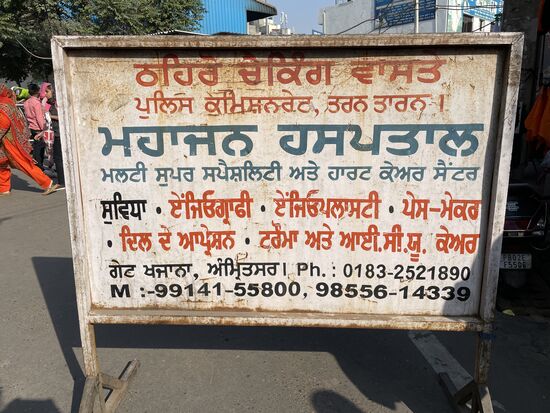 ਠਹਿਰੋ ਚੈਕਿੰਗ ਵਾਸਤੇ
ਪੁਲਿਸ ਕਮਿਸ਼ਨਰੇਟ, ਤਰਨ ਤਾਰਨ।
ਮਹਾਜਨ ਹਸਪਤਾਲ
ਮਲਟੀ ਸੁਪਰ ਸਪੈਸ਼ਲਿਟੀ ਅਤੇ ਹਾਰਟ ਕੇਅਰ ਸੈਂਟਰ
ਸੁਵਿਧਾ · ਏਂਜਿਓਗ੍ਰਾਫੀ · ਏਂਜਿਓਪਲਾਸਟੀ · ਪੇਸ-ਮੇਕਰ
· ਦਿਲ ਦੇ ਆਪ੍ਰੇਸ਼ਨ · ਟਰੌਮਾ ਅਤੇ ਆਈ.ਸੀ.ਯੂ. ਕੇਅਰ
ਗੇਟ ਖਜਾਨਾ, ਅੰਮ੍ਰਿਤਸਰ। Ph. : 0183-2521890
M :-99141-55800, 98556-14339